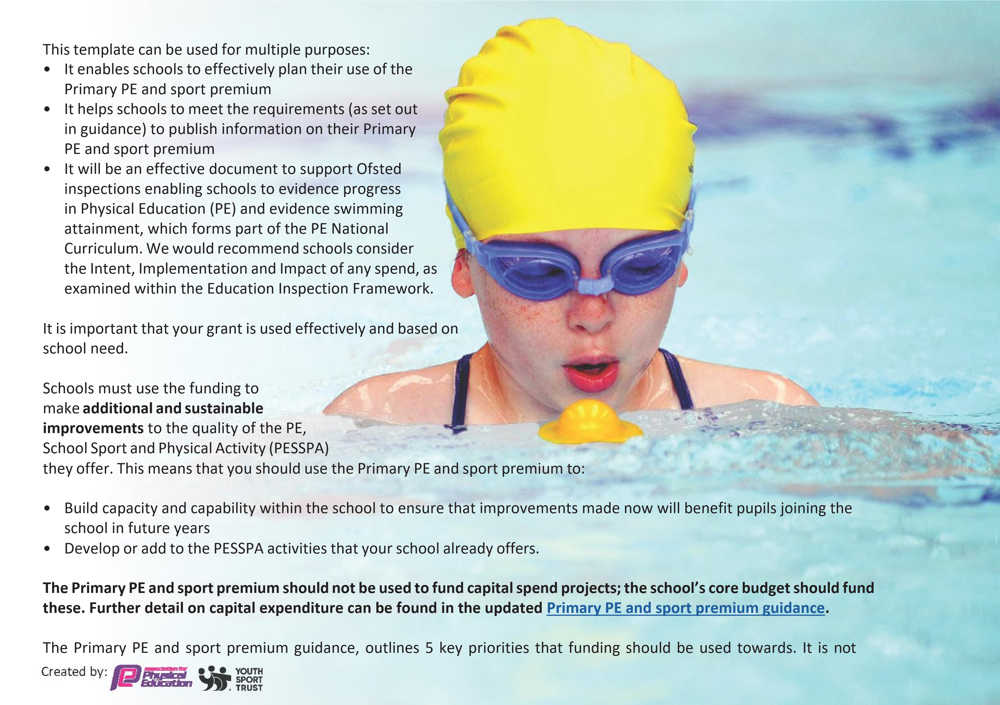 This template can be used for multiple purposes:
• It enables schools to effectively plan their use of the
Primary PE and sport premium
• It helps schools to meet the requirements (as set out
in guidance) to publish information on their Primary
PE and sport premium
• It will be an effective document to support Ofsted
inspections enabling schools to evidence progress
in Physical Education (PE) and evidence swimming
attainment, which forms part of the PE National
Curriculum. We would recommend schools consider
the Intent, Implementation and Impact of any spend, as
examined within the Education Inspection Framework.
It is important that your grant is used effectively and based on
school need.
Schools must use the funding to
make additional and sustainable
improvements to the quality of the PE,
School Sport and Physical Activity (PESSPA)
they offer. This means that you should use the Primary PE and sport premium to:
• Build capacity and capability within the school to ensure that improvements made now will benefit pupils joining the
school in future years
• Develop or add to the PESSPA activities that your school already offers.
The Primary PE and sport premium should not be used to fund capital spend projects; the school’s core budget should fund
these. Further detail on capital expenditure can be found in the updated Primary PE and sport premium guidance.
The Primary PE and sport premium guidance, outlines 5 key priorities that funding should be used towards. It is not
Created by:
association for
Physical
Education
YOUTH
SPORT
TRUST